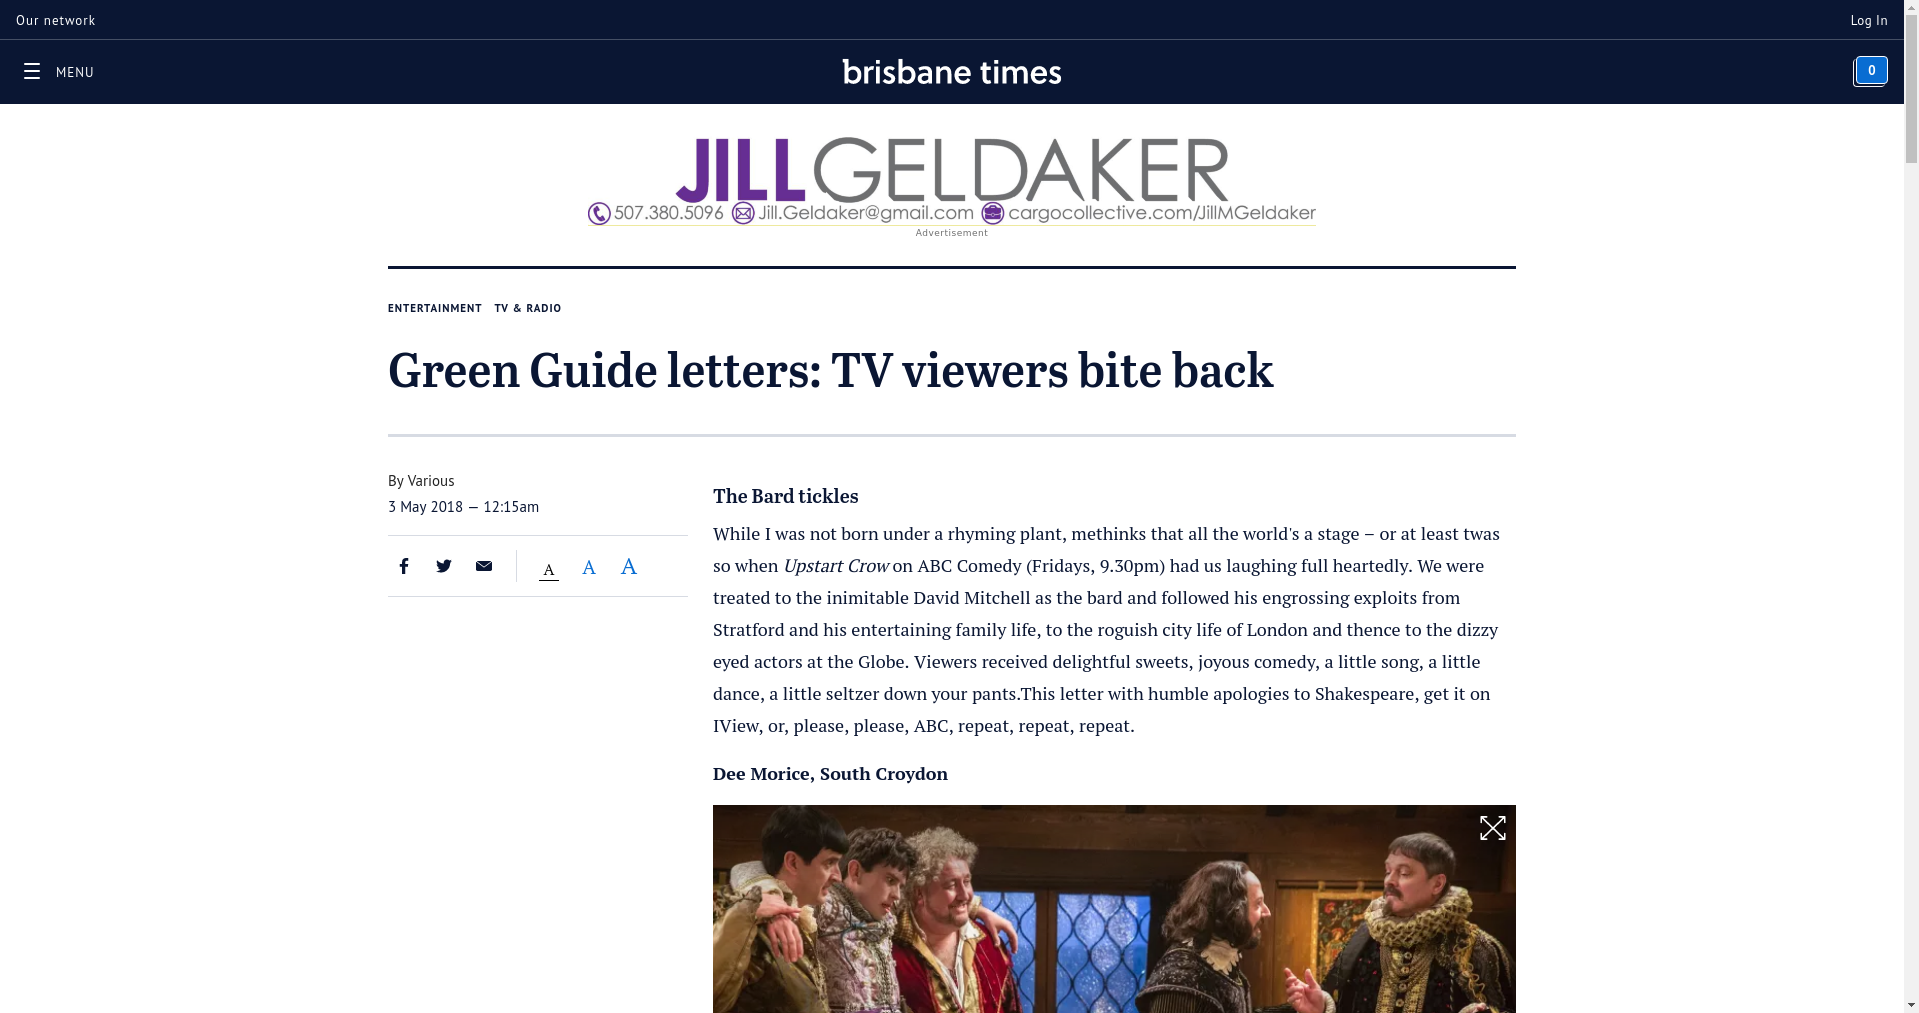 Our network
Log In
MENU
brisbane times
0
JILLGELDAKER
507.380.5096 Jill.Geldaker@gmail.com cargocollective.com/JillMGeldaker
Advertisement
ENTERTAINMENT TV & RADIO
Green Guide letters: TV viewers bite back
By Various
3 May 2018 — 12:15am
A A A
The Bard tickles
While I was not born under a rhyming plant, methinks that all the world's a stage – or at least twas
so when Upstart Crow on ABC Comedy (Fridays, 9.30pm) had us laughing full heartedly. We were
treated to the inimitable David Mitchell as the bard and followed his engrossing exploits from
Stratford and his entertaining family life, to the roguish city life of London and thence to the dizzy
eyed actors at the Globe. Viewers received delightful sweets, joyous comedy, a little song, a little
dance, a little seltzer down your pants.This letter with humble apologies to Shakespeare, get it on
IView, or, please, please, ABC, repeat, repeat, repeat.
Dee Morice, South Croydon